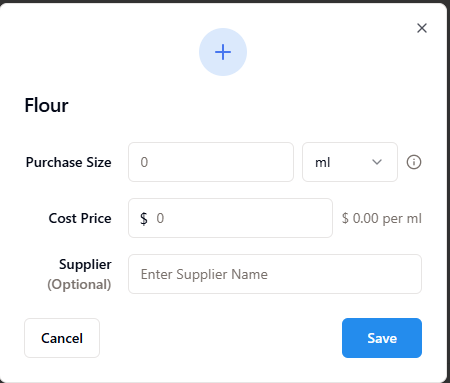 Flour
Purchase Size 0 ml
Cost Price $ 0 $ 0.00 per ml
Supplier
(Optional) Enter Supplier Name
Cancel Save